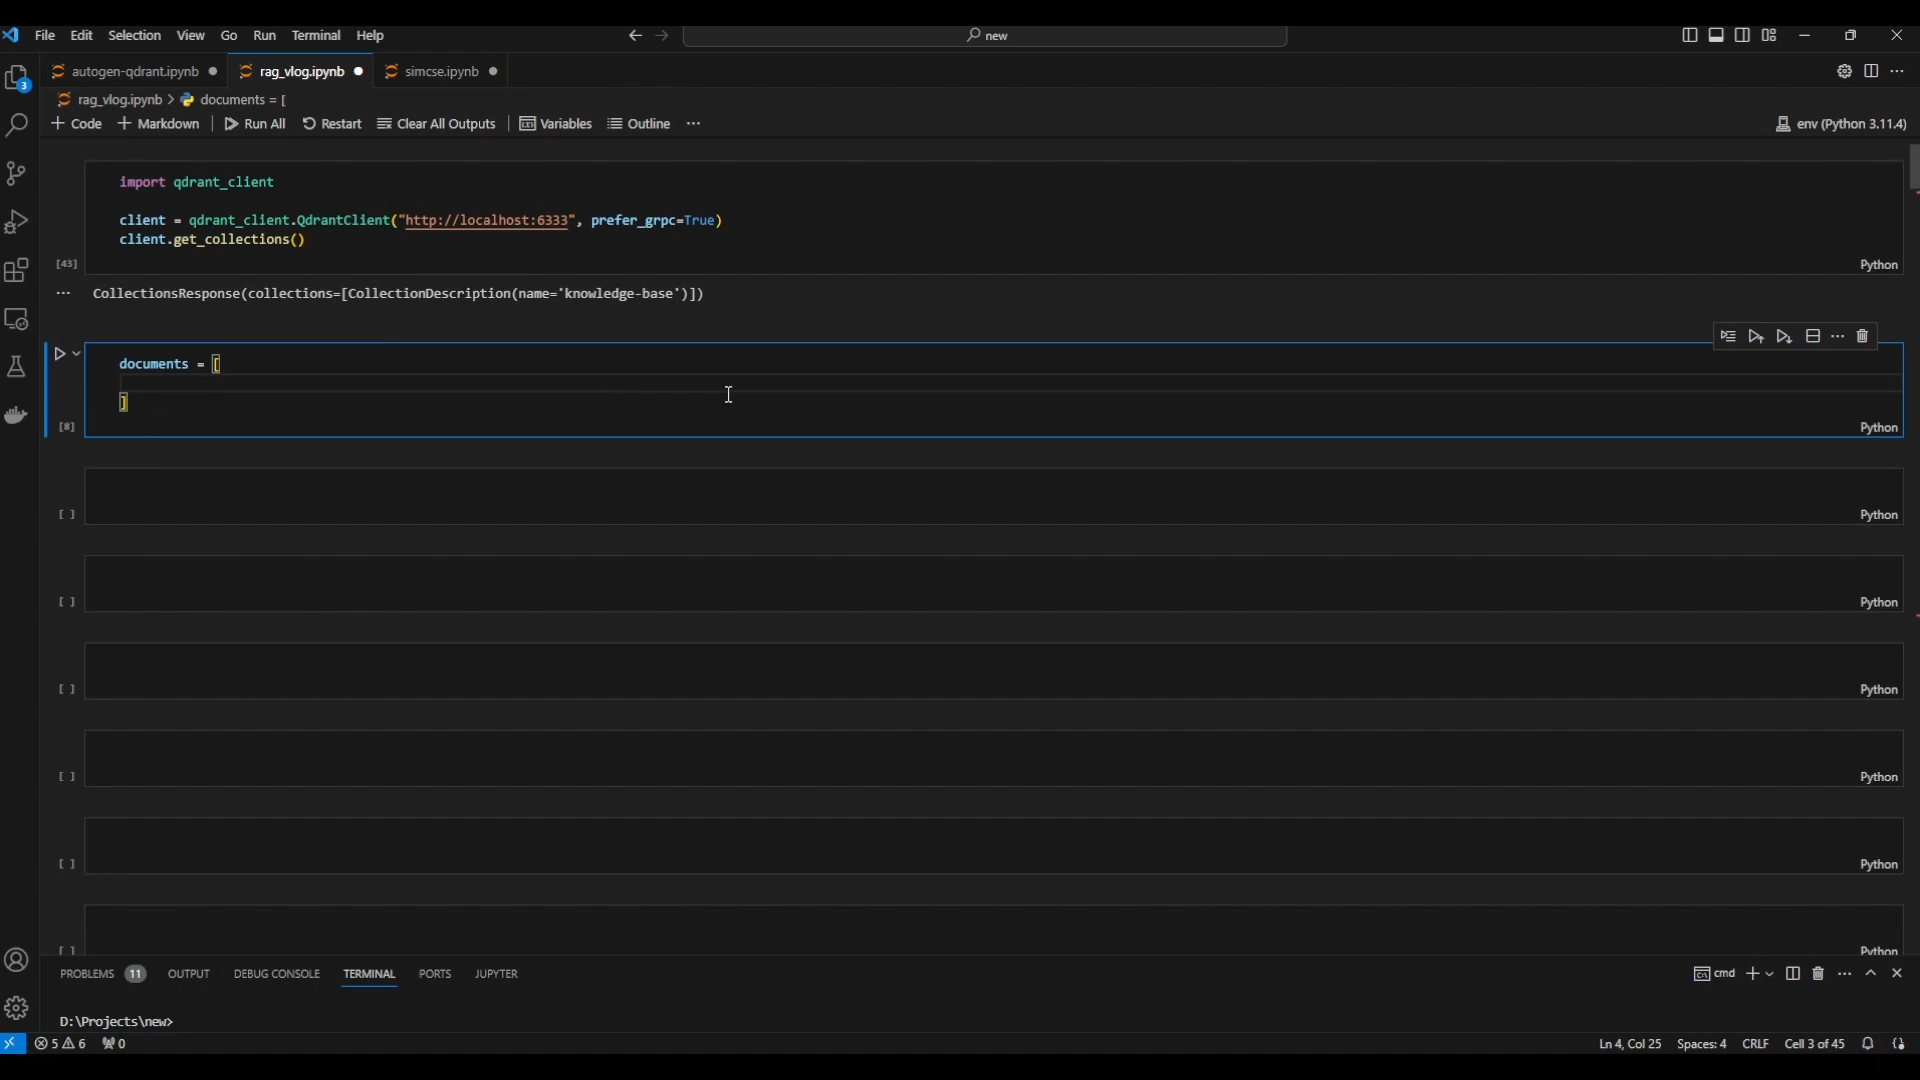 File Edit Selection View Go Run Terminal Help new
autogen-qdrant.ipynb rag_vlog.ipynb simcse.ipynb
rag_vlog.ipynb > documents = [
+ Code + Markdown Run All Restart Clear All Outputs Variables Outline ... env (Python 3.11.4)
import qdrant_client
client = qdrant_client.QdrantClient("http://localhost:6333", prefer_grpc=True)
client.get_collections()
[43] Python
... CollectionsResponse(collections=[CollectionDescription(name='knowledge-base')])
documents = [
]
[8] Python
[ ] Python
[ ] Python
[ ] Python
[ ] Python
[ ] Python
[ ] Python
PROBLEMS 11 OUTPUT DEBUG CONSOLE TERMINAL PORTS JUPYTER cmd
D:\Projects\new>
5 6 0 Ln 4, Col 25 Spaces: 4 CRLF Cell 3 of 45
3